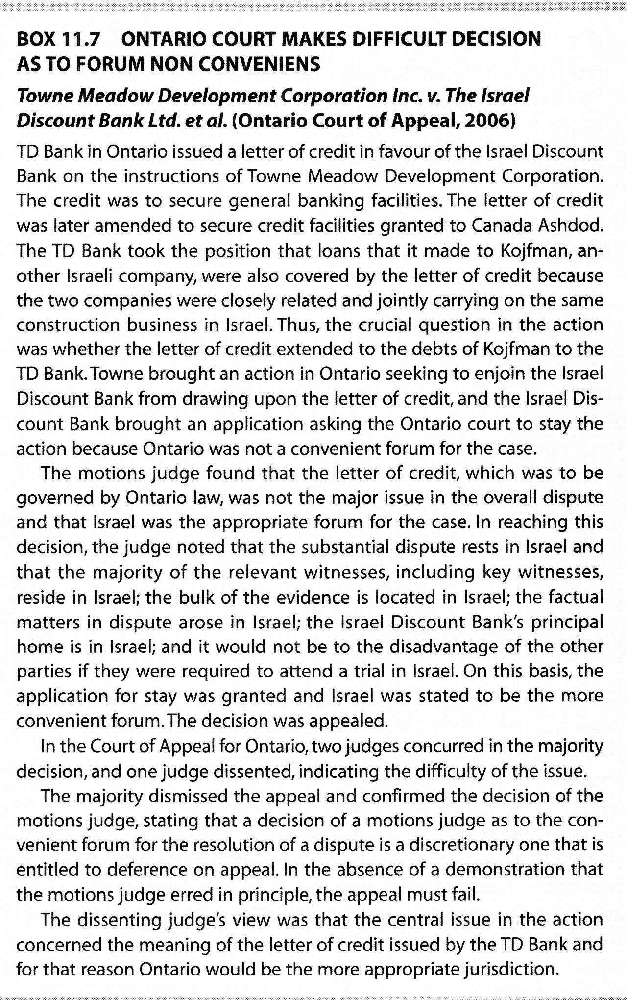 BOX 11.7 ONTARIO COURT MAKES DIFFICULT DECISION
AS TO FORUM NON CONVENIENS
Towne Meadow Development Corporation Inc. v. The Israel
Discount Bank Ltd. et al. (Ontario Court of Appeal, 2006)
TD Bank in Ontario issued a letter of credit in favour of the Israel Discount
Bank on the instructions of Towne Meadow Development Corporation.
The credit was to secure general banking facilities. The letter of credit
was later amended to secure credit facilities granted to Canada Ashdod.
The TD Bank took the position that loans that it made to Kojfman, an-
other Israeli company, were also covered by the letter of credit because
the two companies were closely related and jointly carrying on the same
construction business in Israel. Thus, the crucial question in the action
was whether the letter of credit extended to the debts of Kojfman to the
TD Bank. Towne brought an action in Ontario seeking to enjoin the Israel
Discount Bank from drawing upon the letter of credit, and the Israel Dis-
count Bank brought an application asking the Ontario court to stay the
action because Ontario was not a convenient forum for the case.
The motions judge found that the letter of credit, which was to be
governed by Ontario law, was not the major issue in the overall dispute
and that Israel was the appropriate forum for the case. In reaching this
decision, the judge noted that the substantial dispute rests in Israel and
that the majority of the relevant witnesses, including key witnesses,
reside in Israel; the bulk of the evidence is located in Israel; the factual
matters in dispute arose in Israel; the Israel Discount Bank's principal
home is in Israel; and it would not be to the disadvantage of the other
parties if they were required to attend a trial in Israel. On this basis, the
application for stay was granted and Israel was stated to be the more
convenient forum. The decision was appealed.
In the Court of Appeal for Ontario, two judges concurred in the majority
decision, and one judge dissented, indicating the difficulty of the issue.
The majority dismissed the appeal and confirmed the decision of the
motions judge, stating that a decision of a motions judge as to the con-
venient forum for the resolution of a dispute is a discretionary one that is
entitled to deference on appeal. In the absence of a demonstration that
the motions judge erred in principle, the appeal must fail.
The dissenting judge's view was that the central issue in the action
concerned the meaning of the letter of credit issued by the TD Bank and
for that reason Ontario would be the more appropriate jurisdiction.